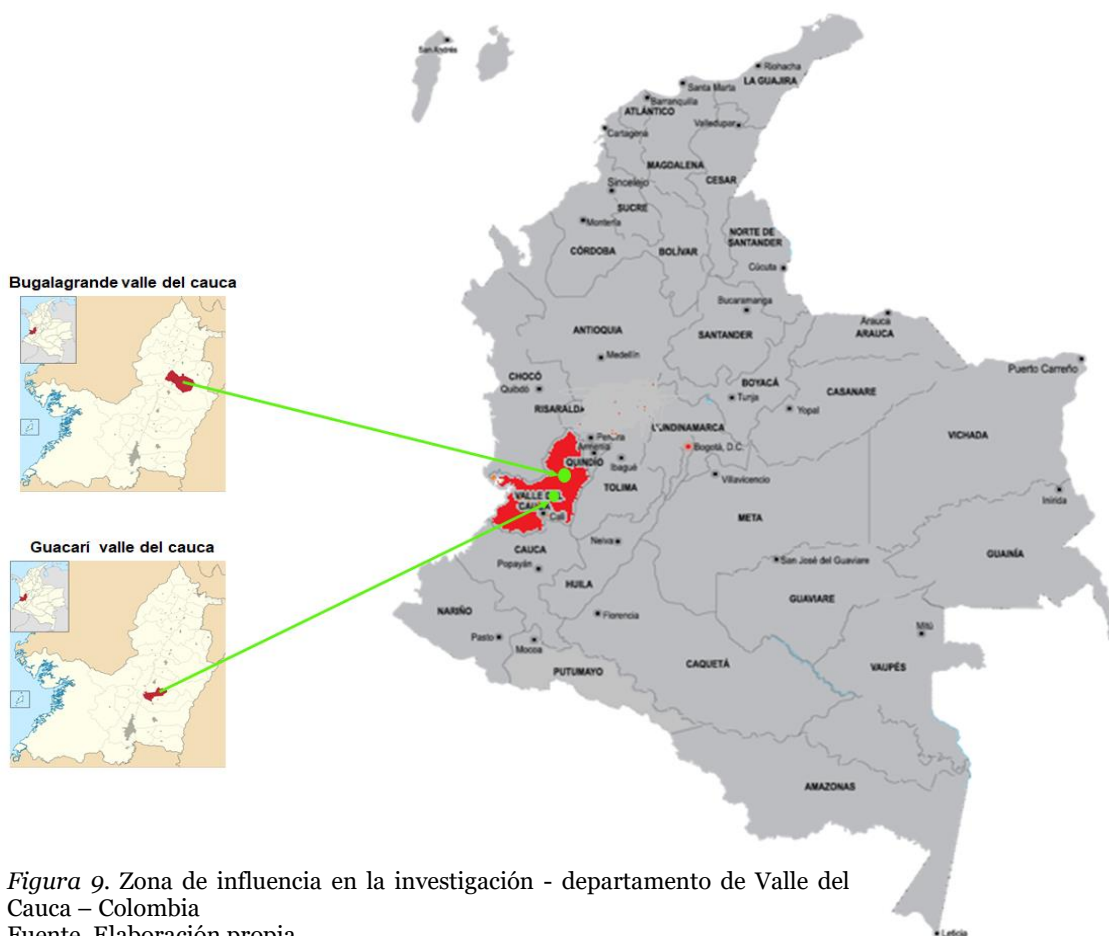 San Andrés
Riohacha
LA GUAJIRA
Santa Marta
Barranquilla
ATLÁNTICO
Valledupar
Cartagena
MAGDALENA
CESAR
Sincelejo
SUCRE
Montería
NORTE DE
SANTANDER
CÓRDOBA
BOLÍVAR
Cúcuta
Bugalagrande valle del cauca
Bucaramanga
Arauca
ARAUCA
ANTIOQUIA
SANTANDER
Medellín
Puerto Carreño
CHOCÓ
Quibdó
BOYACÁ
Tunja
CASANARE
RISARALDA
Yopal
UNDINAMARCA
VICHADA
Pereira
Armenia
Bogotá, D.C.
QUINDÍO
Ibagué
Villavicencio
TOLIMA
VALLE DEL
CAUCA
Cali
Inírida
META
Neiva
Guacarí valle del cauca
CAUCA
GUAINÍA
Popayán
San José del Guaviare
HUILA
GUAVIARE
NARIÑO
Florencia
Mitú
Pasto
Mocoa
CAQUETÁ
VAUPÉS
PUTUMAYO
AMAZONAS
Figura 9. Zona de influencia en la investigación - departamento de Valle del
Cauca – Colombia
Fuente. Elaboración propia
Leticia